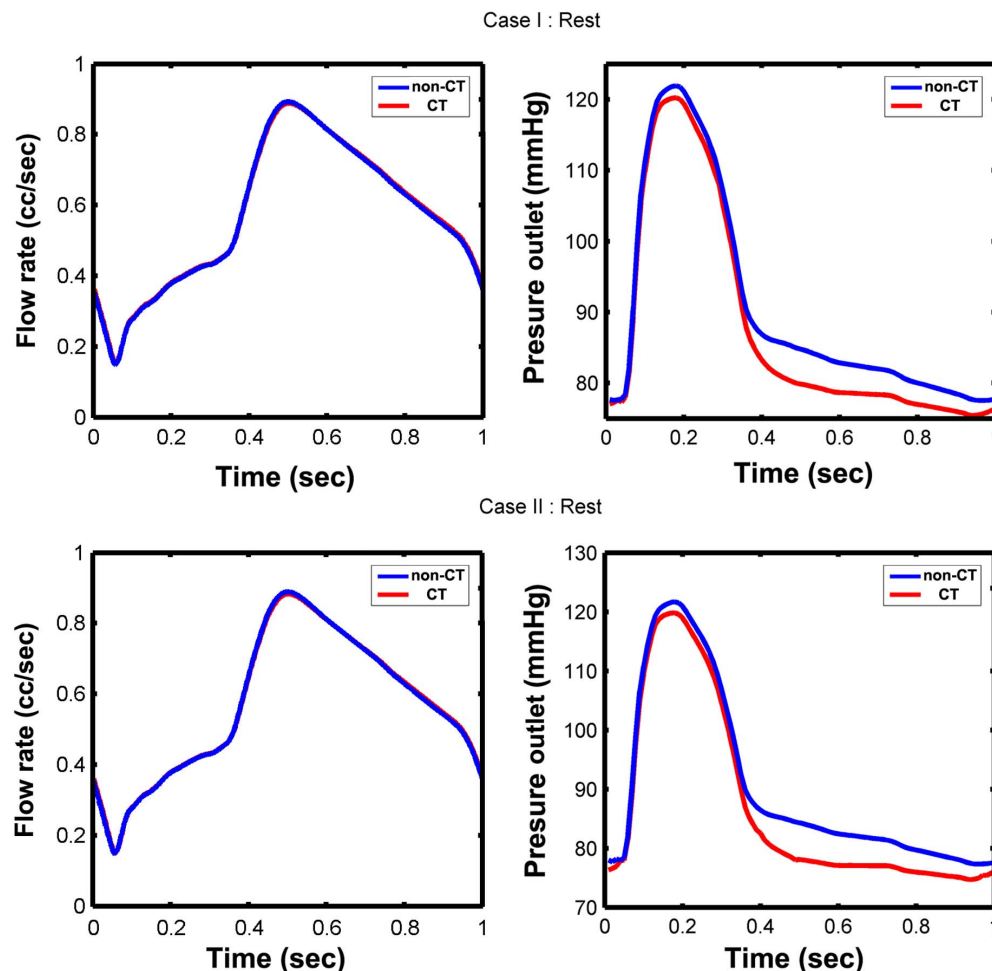 Case I : Rest
Flow rate (cc/sec)
1
0.8
0.6
0.4
0.2
0
0 0.2 0.4 0.6 0.8 1
Time (sec)
non-CT
CT
Presure outlet (mmHg)
120
100
80
0 0.2 0.4 0.6 0.8 1
Time (sec)
non-CT
CT
Case II : Rest
Flow rate (cc/sec)
1
0.8
0.6
0.4
0.2
0
0 0.2 0.4 0.6 0.8 1
Time (sec)
non-CT
CT
Presure outlet (mmHg)
130
120
110
100
90
80
70
0 0.2 0.4 0.6 0.8 1
Time (sec)
non-CT
CT